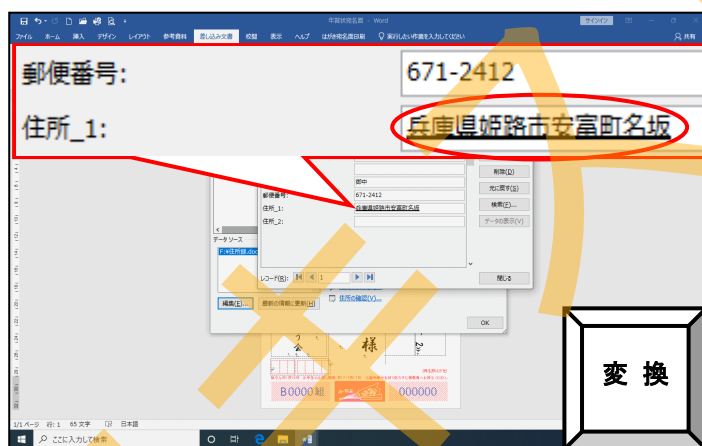 年賀状宛名面 - Word
サインイン
ファイル ホーム 挿入 デザイン レイアウト 参考資料 差し込み文書 校閲 表示 ヘルプ はがき宛名面印刷 実行したい作業を入力してください 共有
郵便番号: 671-2412
住所_1: 兵庫県姫路市安富町名坂
削除(D)
御中
元に戻す(S)
郵便番号: 671-2412
検索(F)...
住所_1: 兵庫県姫路市安富町名坂
住所_2:
データの表示(V)
データ ソース
F:¥住所録.doc
レコード(R): 1
閉じる
編集(E)...
最新の情報に更新(H)
住所の確認(V)...
OK
様
変換
B0000組
000000
1/1 ページ 行: 1 65 文字 日本語
ここに入力して検索